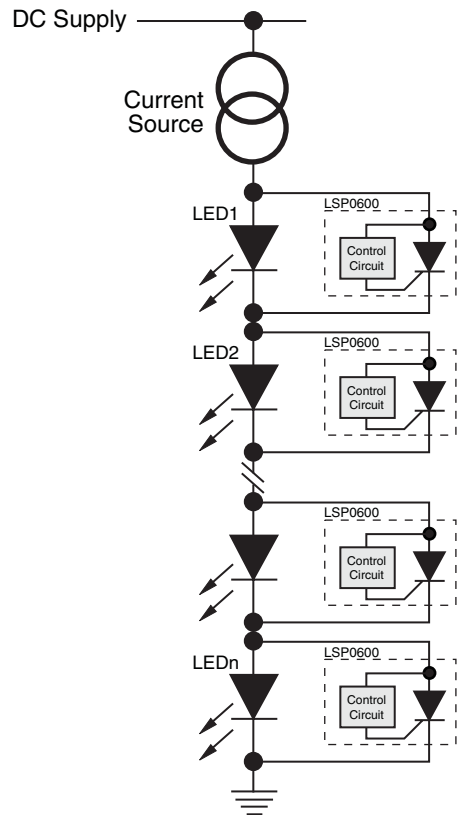 DC Supply
Current
Source
LED1
LSP0600
Control
Circuit
LED2
LSP0600
Control
Circuit
LSP0600
Control
Circuit
LEDn
LSP0600
Control
Circuit